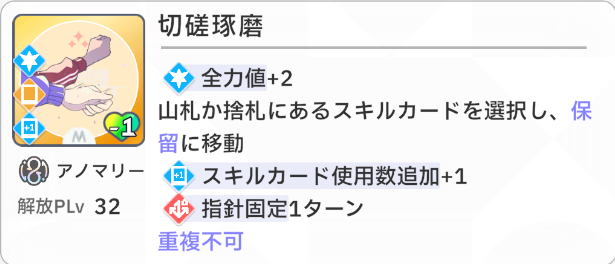 切磋琢磨
全力値+2
山札か捨札にあるスキルカードを選択し、保
留に移動
+1 スキルカード使用数追加+1
指針固定1ターン
重複不可
+1
-1
M
アノマリー
解放PLv 32